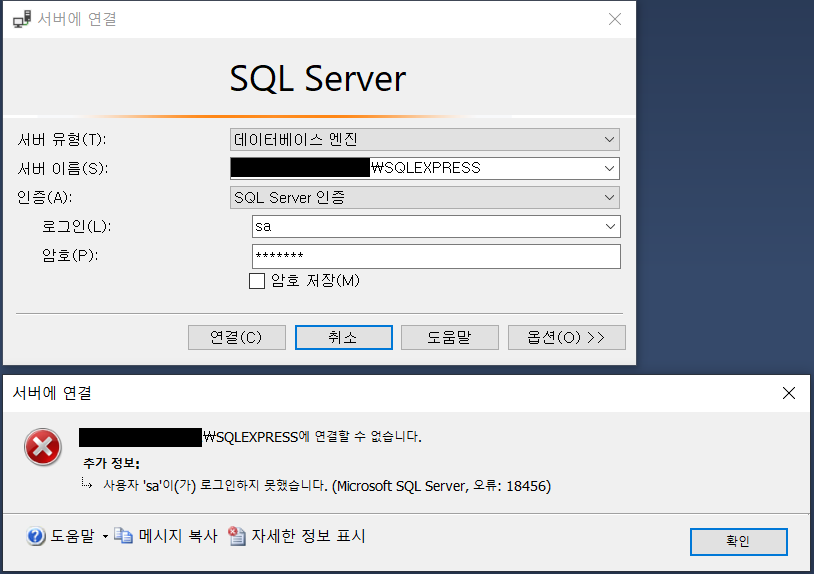 서버에 연결
SQL Server
서버 유형(T): 데이터베이스 엔진
서버 이름(S): ₩SQLEXPRESS
인증(A): SQL Server 인증
로그인(L): sa
암호(P): *******
암호 저장(M)
연결(C) 취소 도움말 옵션(O) >>
서버에 연결
₩SQLEXPRESS에 연결할 수 없습니다.
추가 정보:
사용자 'sa'이(가) 로그인하지 못했습니다. (Microsoft SQL Server, 오류: 18456)
도움말 메시지 복사 자세한 정보 표시 확인